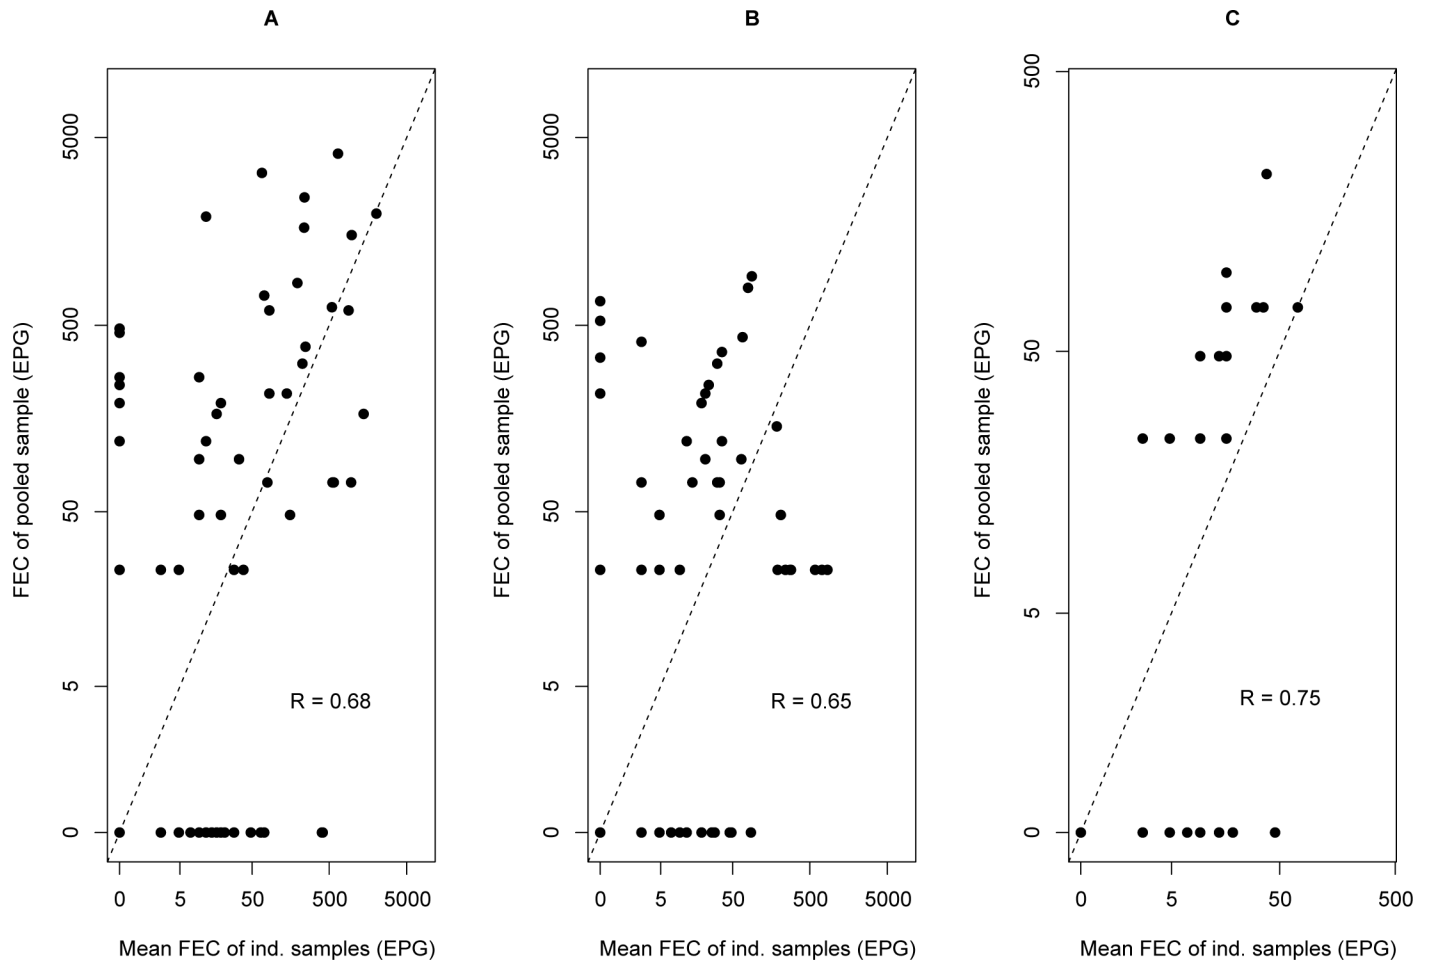 A
B
C
FEC of pooled sample (EPG)
5000
500
50
5
0
R = 0.68
0 5 50 500 5000
Mean FEC of ind. samples (EPG)
FEC of pooled sample (EPG)
5000
500
50
5
0
R = 0.65
0 5 50 500 5000
Mean FEC of ind. samples (EPG)
FEC of pooled sample (EPG)
500
50
5
0
R = 0.75
0 5 50 500
Mean FEC of ind. samples (EPG)